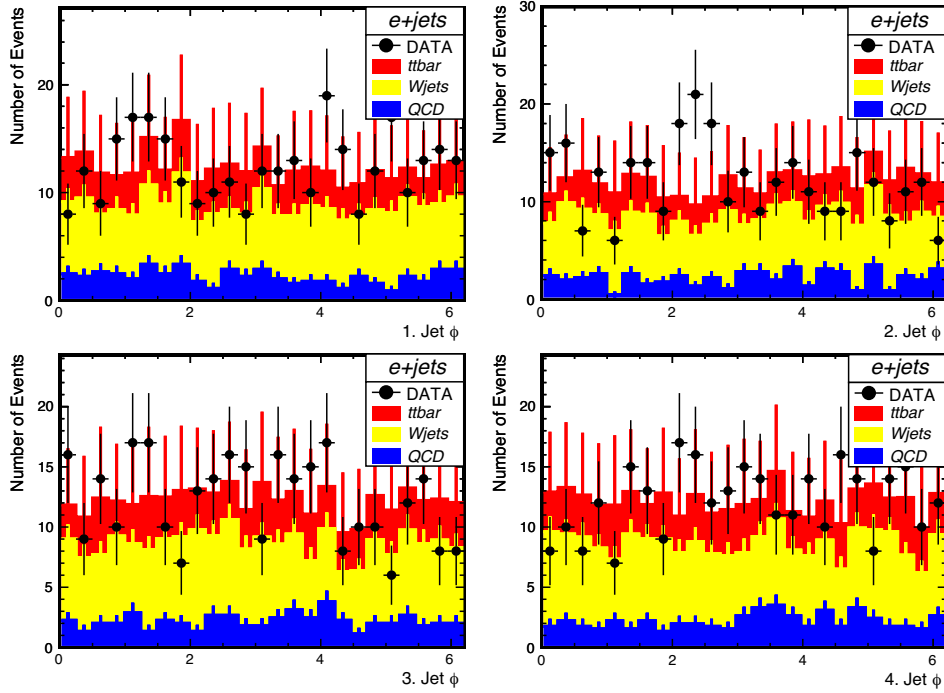 Number of Events
20
10
0
0
2
4
6
1. Jet ϕ
e+jets
DATA
ttbar
Wjets
QCD
Number of Events
30
20
10
0
0
2
4
6
2. Jet ϕ
e+jets
DATA
ttbar
Wjets
QCD
Number of Events
20
15
10
5
0
0
2
4
6
3. Jet ϕ
e+jets
DATA
ttbar
Wjets
QCD
Number of Events
20
15
10
5
0
0
2
4
6
4. Jet ϕ
e+jets
DATA
ttbar
Wjets
QCD